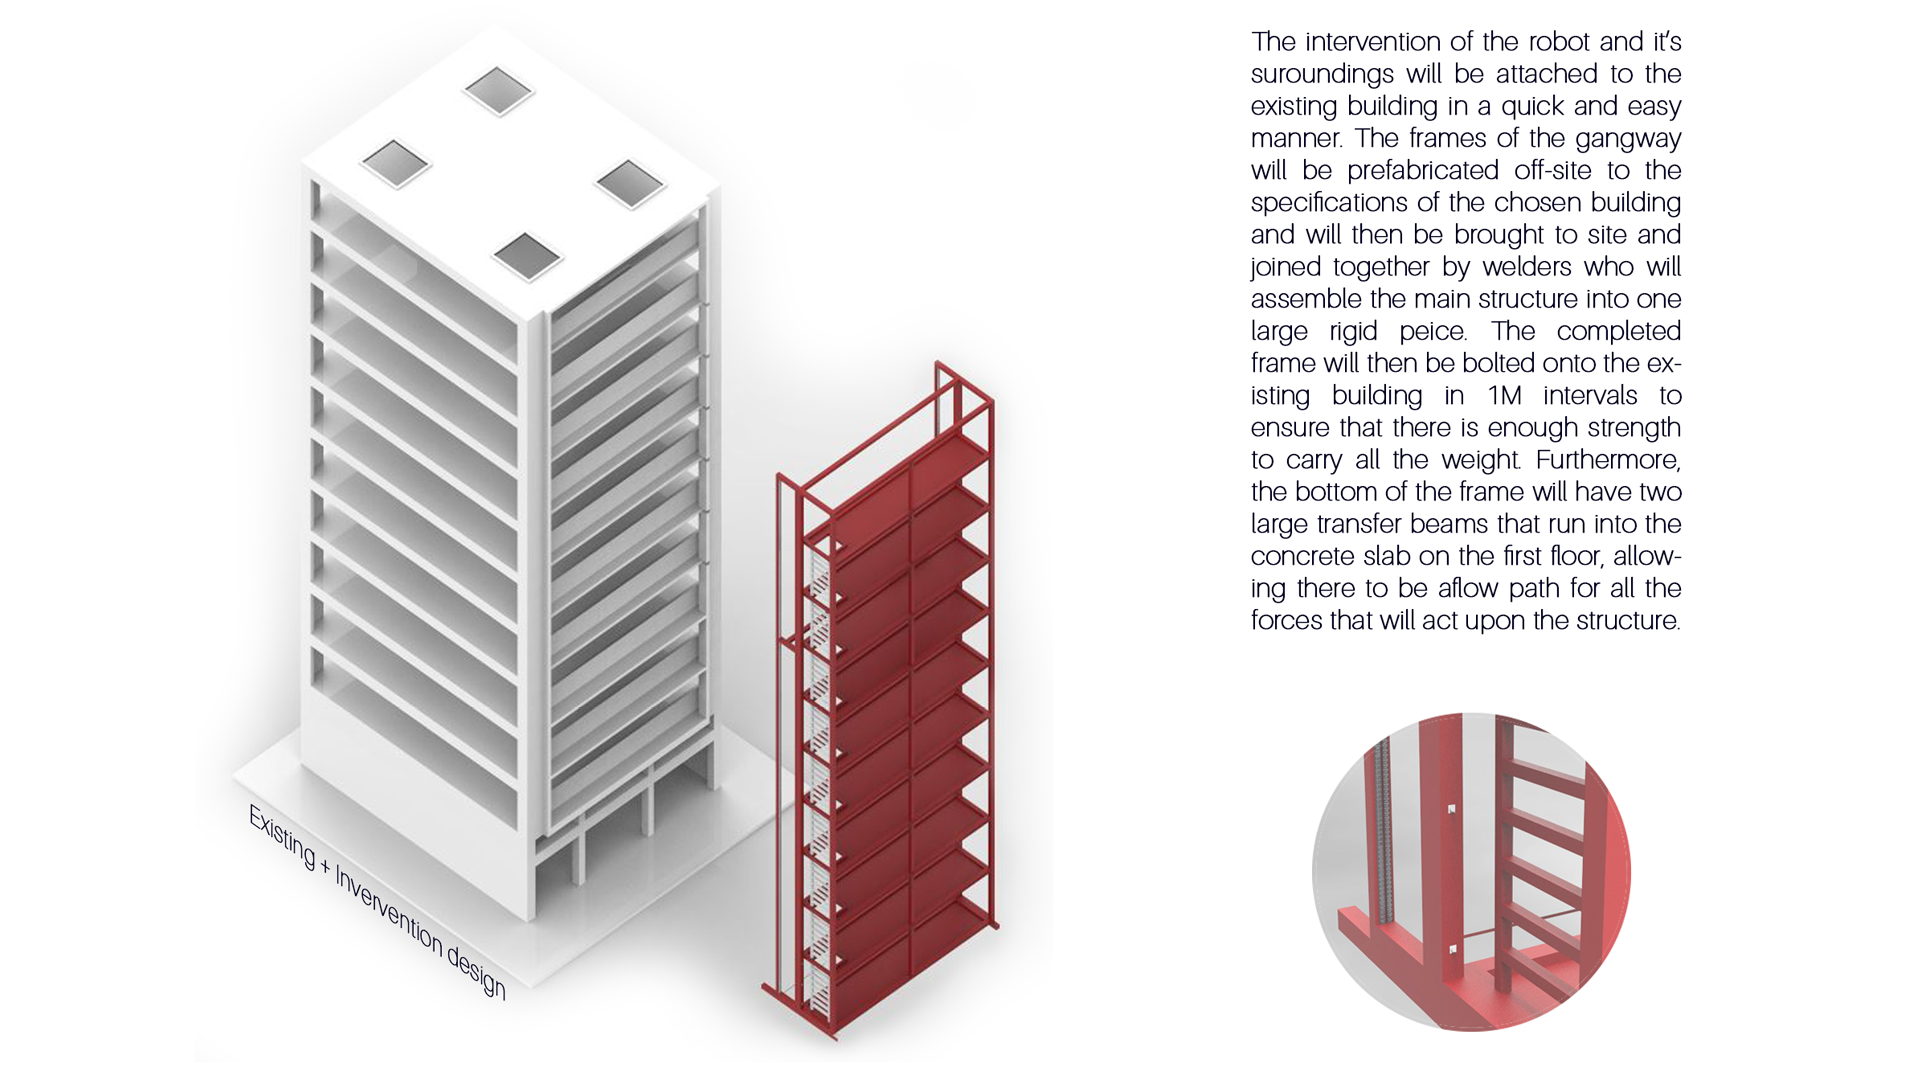 The intervention of the robot and it's
suroundings will be attached to the
existing building in a quick and easy
manner. The frames of the gangway
will be prefabricated off-site to the
specifications of the chosen building
and will then be brought to site and
joined together by welders who will
assemble the main structure into one
large rigid peice. The completed
frame will then be bolted onto the ex-
isting building in 1M intervals to
ensure that there is enough strength
to carry all the weight. Furthermore,
the bottom of the frame will have two
large transfer beams that run into the
concrete slab on the first floor, allow-
ing there to be aflow path for all the
forces that will act upon the structure.
Existing + Invervention design